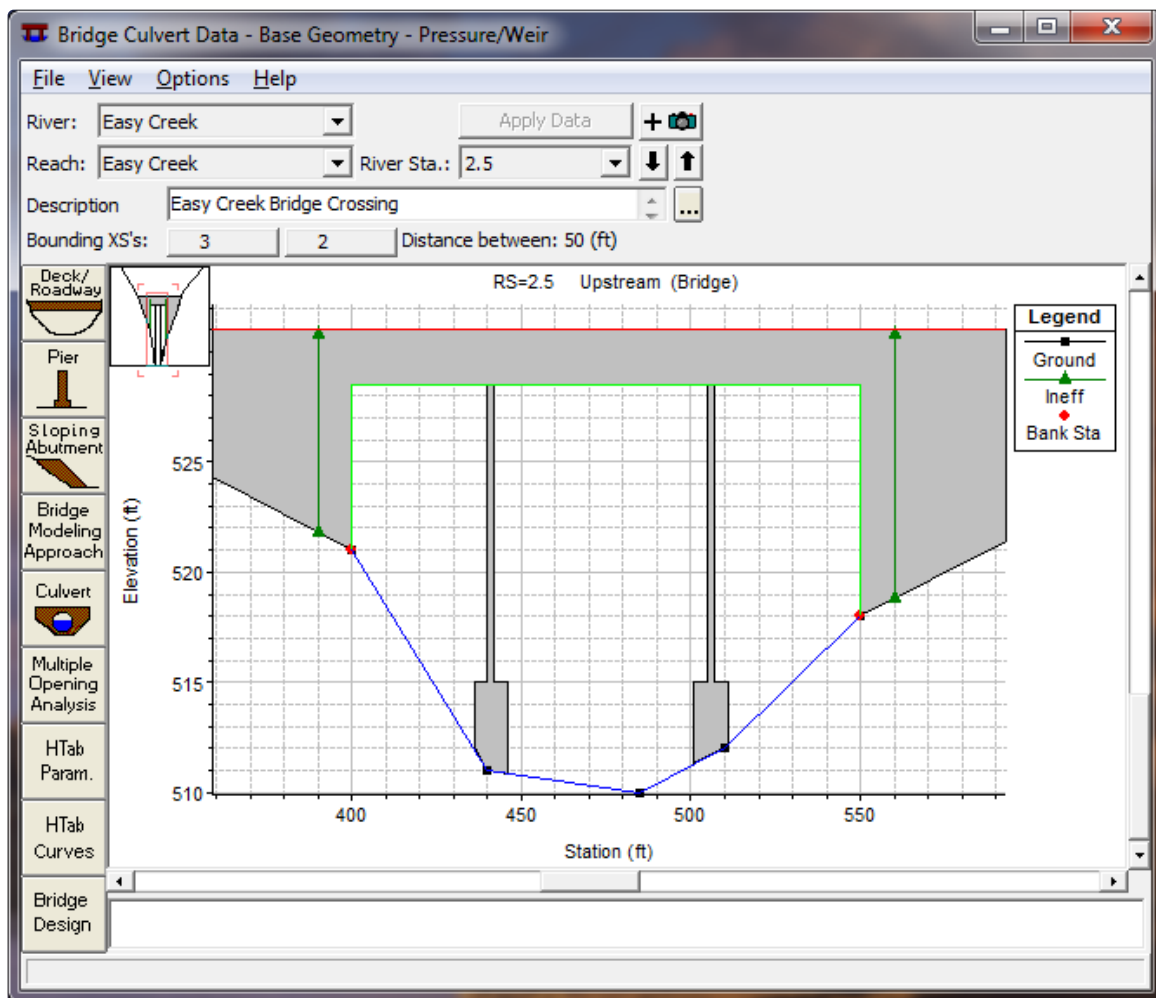 Bridge Culvert Data - Base Geometry - Pressure/Weir
File View Options Help
River: Easy Creek Apply Data +
Reach: Easy Creek River Sta.: 2.5
Description Easy Creek Bridge Crossing ...
Bounding XS's: 3 2 Distance between: 50 (ft)
Deck/
Roadway
Pier
Sloping
Abutment
Bridge
Modeling
Approach
Culvert
Multiple
Opening
Analysis
HTab
Param.
HTab
Curves
Bridge
Design
RS=2.5 Upstream (Bridge)
Legend
Ground
Ineff
Bank Sta
Elevation (ft)
525
520
515
510
400 450 500 550
Station (ft)